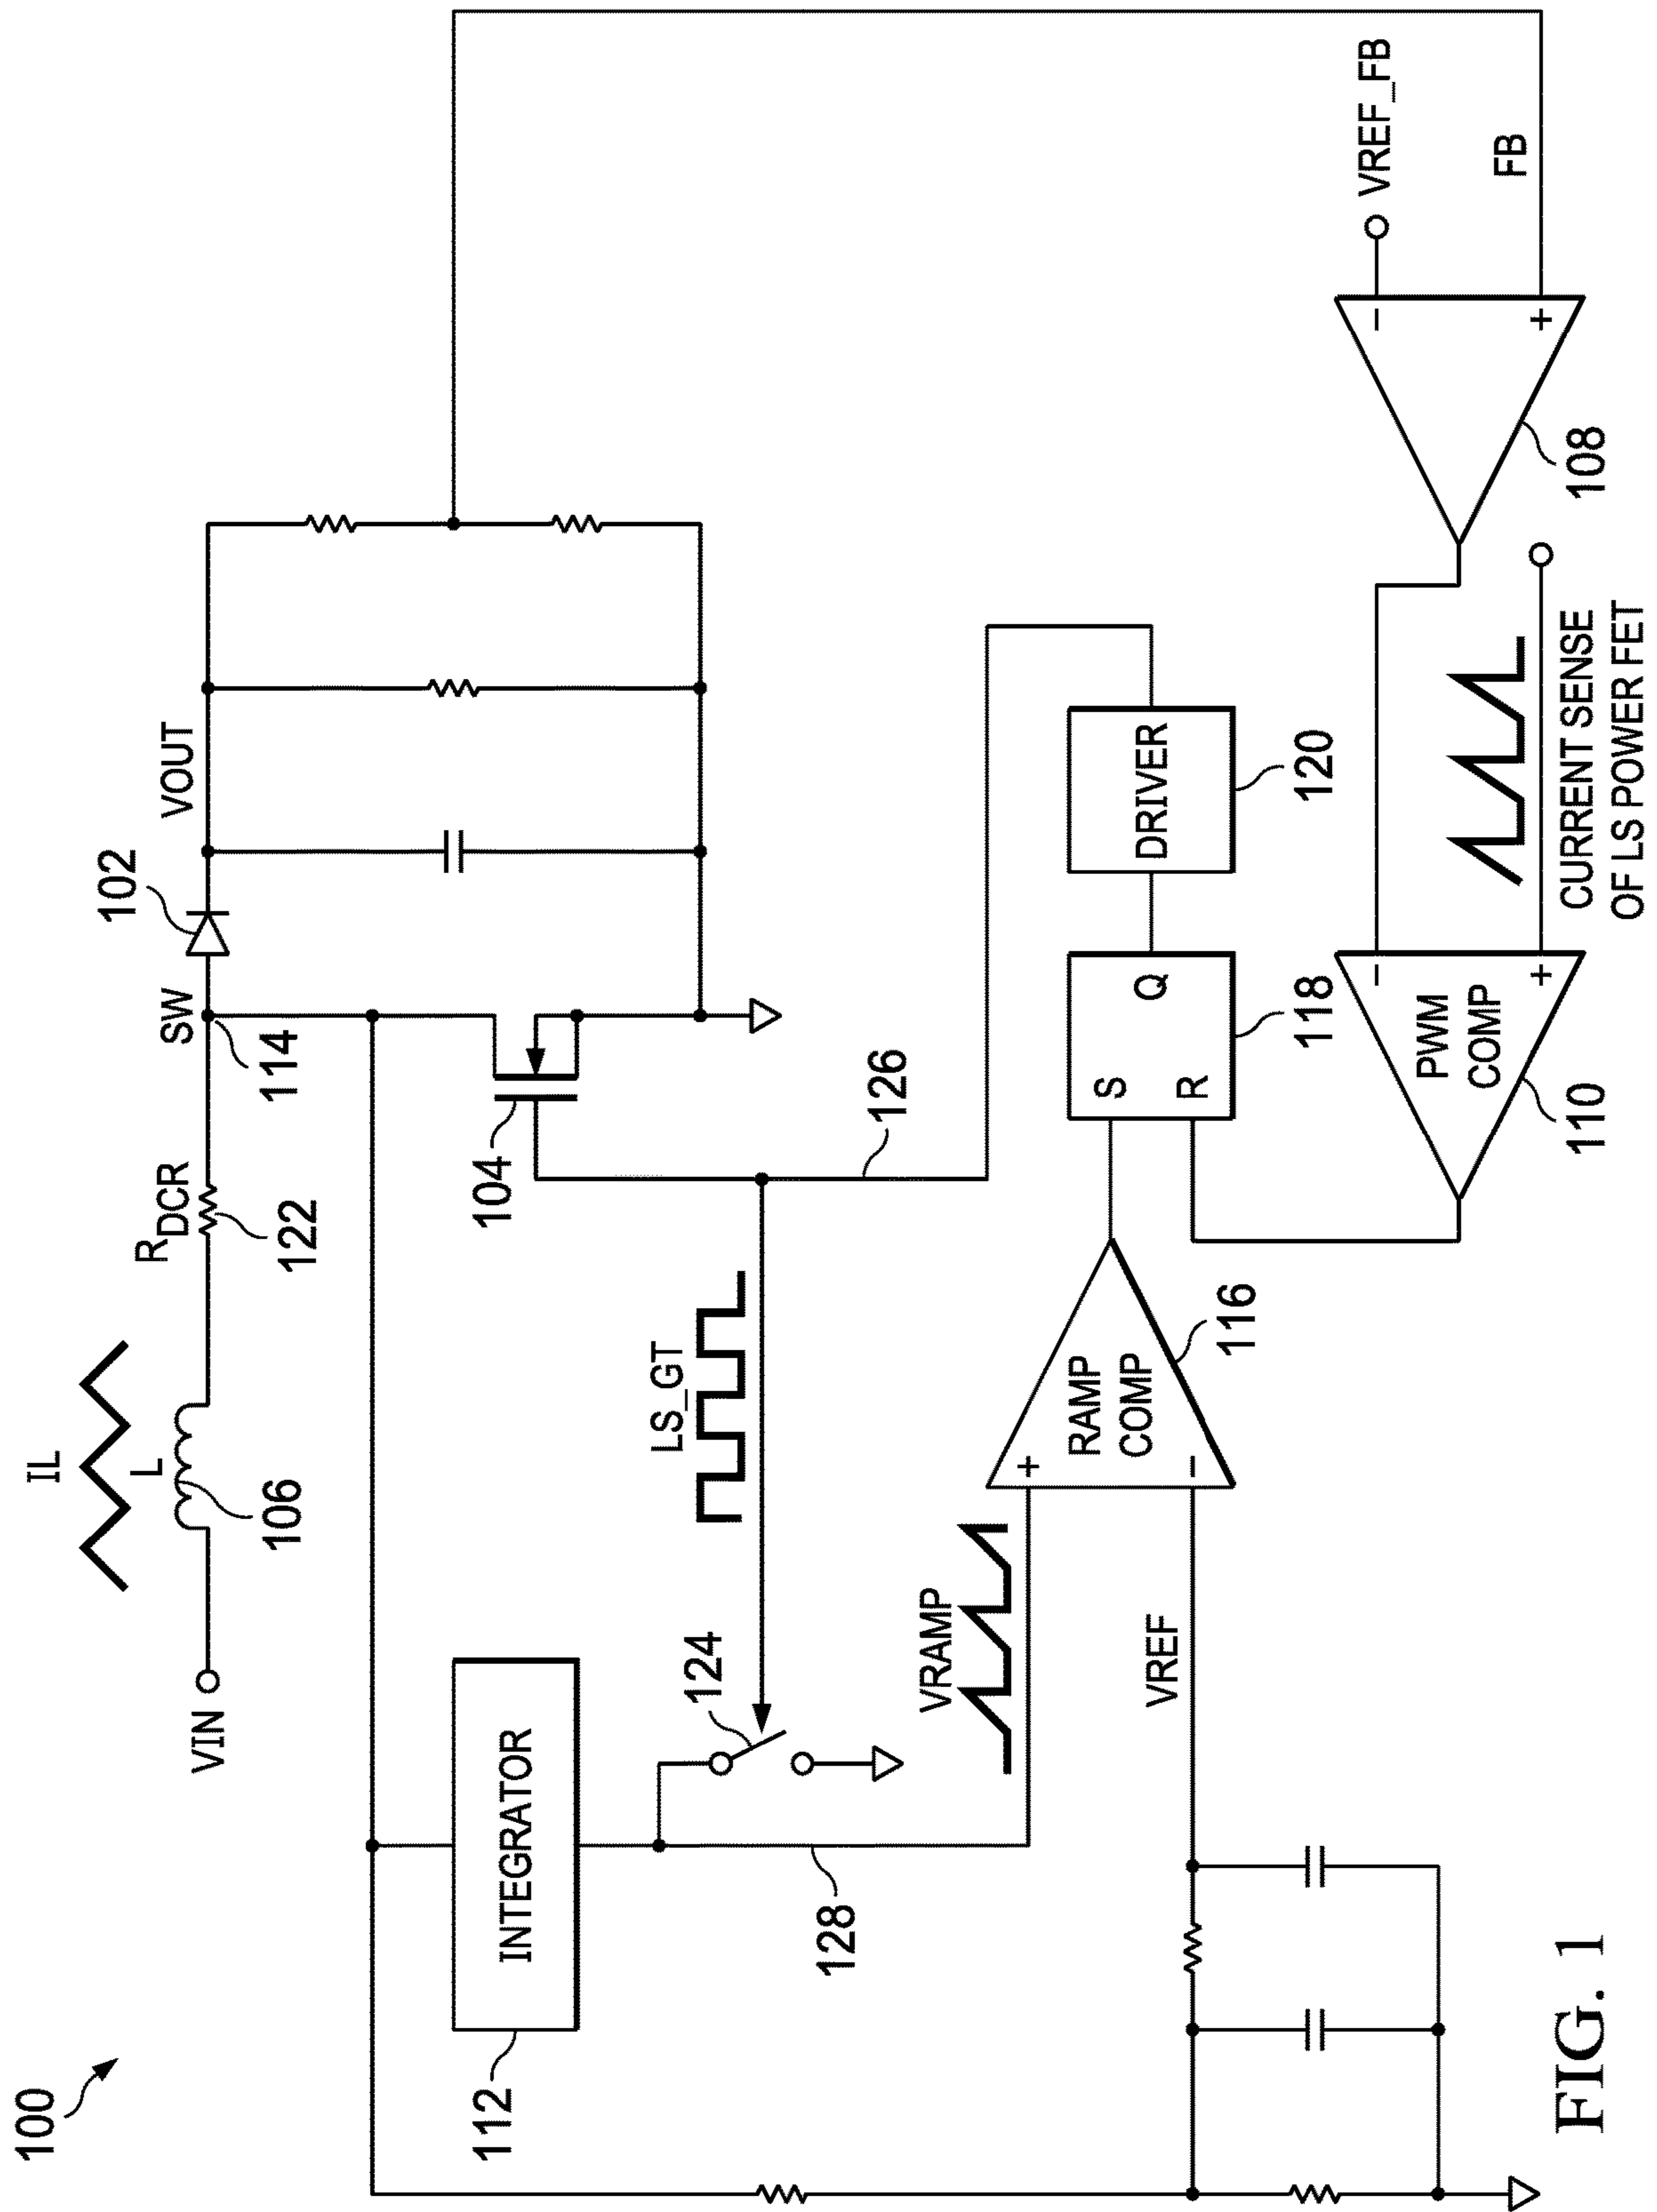 100
IL
L
106
VIN
R
DCR
122
SW
114
102
VOUT
104
112
INTEGRATOR
124
LS_GT
126
128
VRAMP
VREF
RAMP
COMP
+
−
116
S
R
Q
118
DRIVER
120
PWM
COMP
−
+
110
CURRENT SENSE
OF LS POWER FET
108
−
+
VREF_FB
FB
FIG. 1